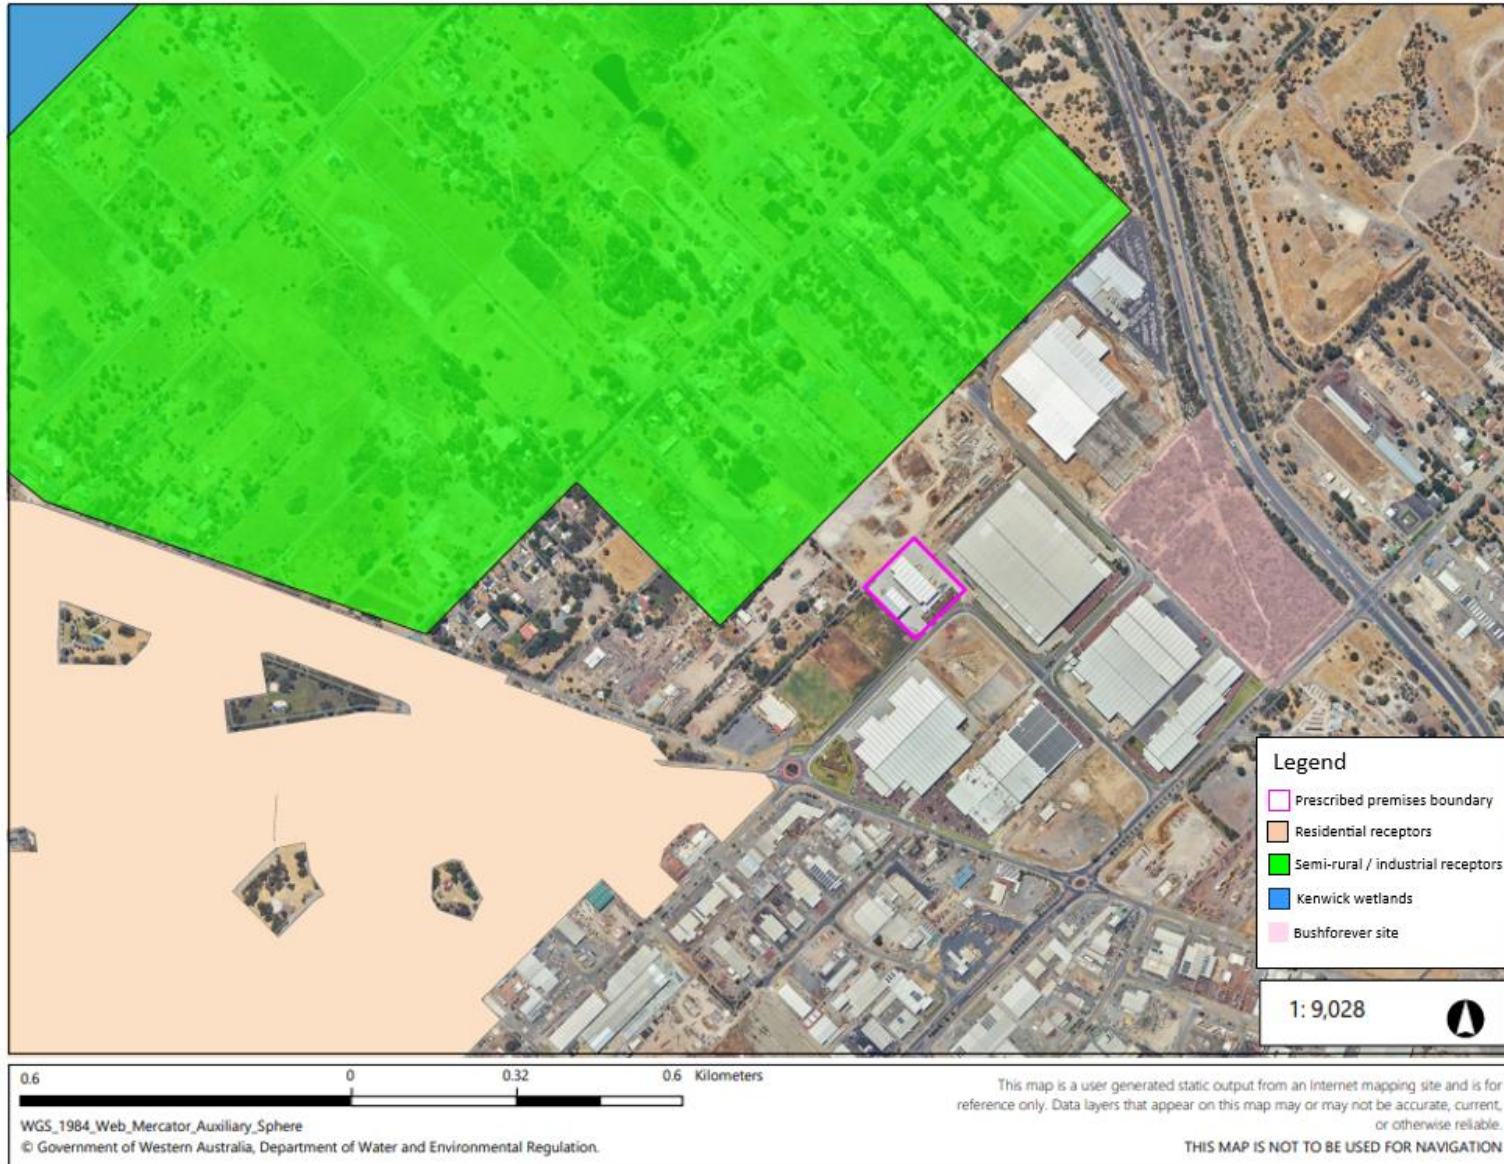 Legend
Prescribed premises boundary
Residential receptors
Semi-rural / industrial receptors
Kenwick wetlands
Bushforever site
1: 9,028
0.6 0 0.32 0.6 Kilometers
WGS_1984_Web_Mercator_Auxiliary_Sphere
© Government of Western Australia, Department of Water and Environmental Regulation.
This map is a user generated static output from an Internet mapping site and is for
reference only. Data layers that appear on this map may or may not be accurate, current,
or otherwise reliable.
THIS MAP IS NOT TO BE USED FOR NAVIGATION